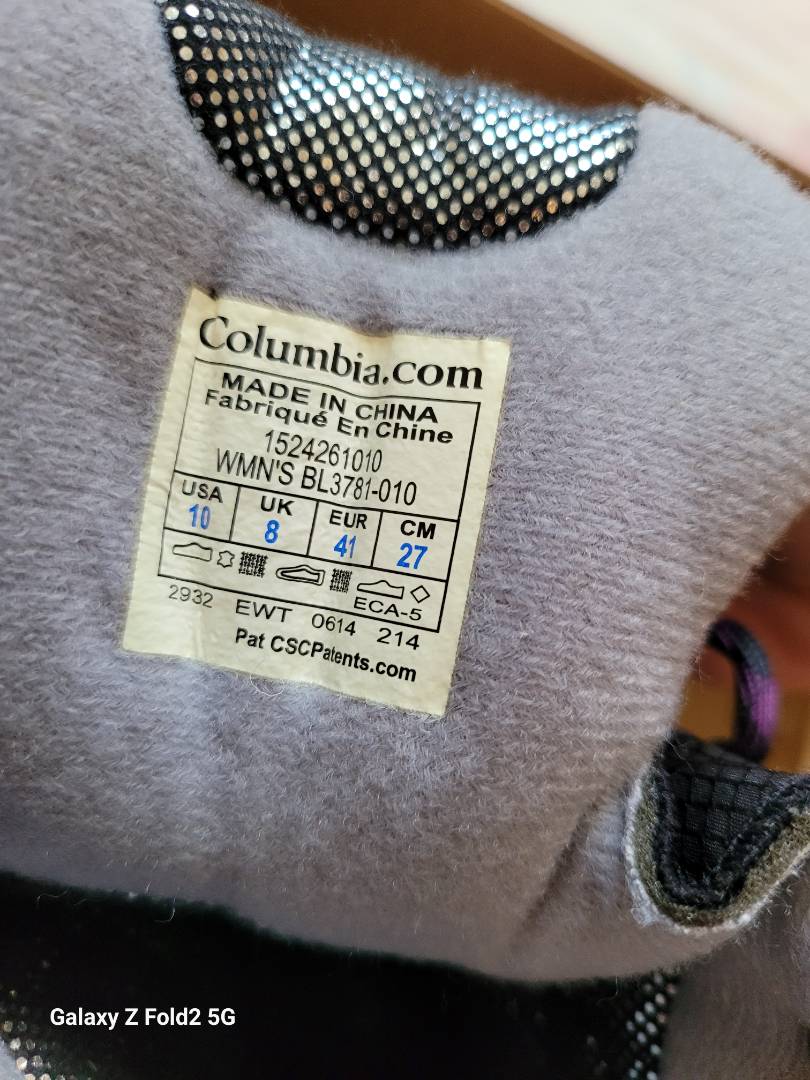 Columbia.com
MADE IN CHINA
Fabriqué En Chine
1524261010
WMN'S BL3781-010
USA UK EUR CM
10 8 41 27
ECA-5
2932 EWT 0614 214
Pat CSCPatents.com
Galaxy Z Fold2 5G